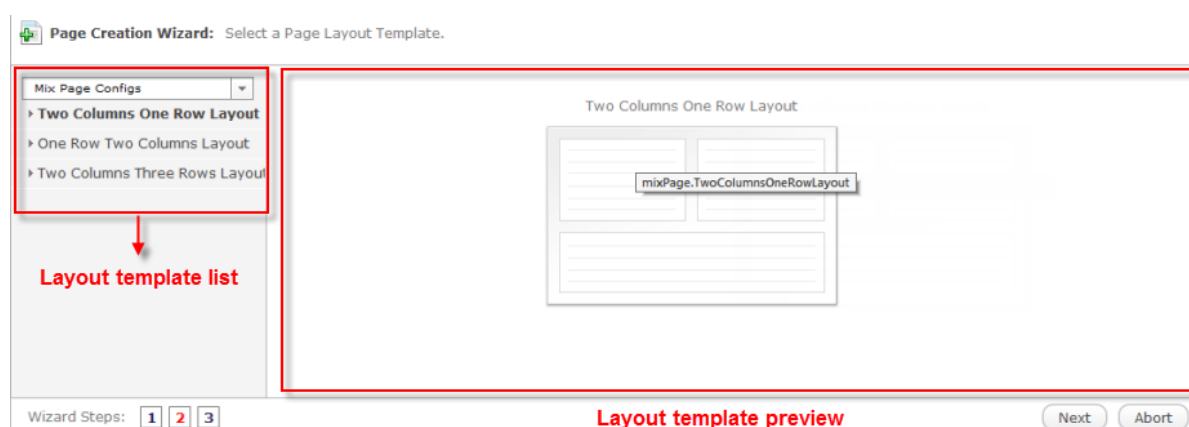 Page Creation Wizard: Select a Page Layout Template.
Mix Page Configs
Two Columns One Row Layout
One Row Two Columns Layout
Two Columns Three Rows Layout
Layout template list
Two Columns One Row Layout
mixPage.TwoColumnsOneRowLayout
Wizard Steps: 1 2 3
Layout template preview
Next Abort